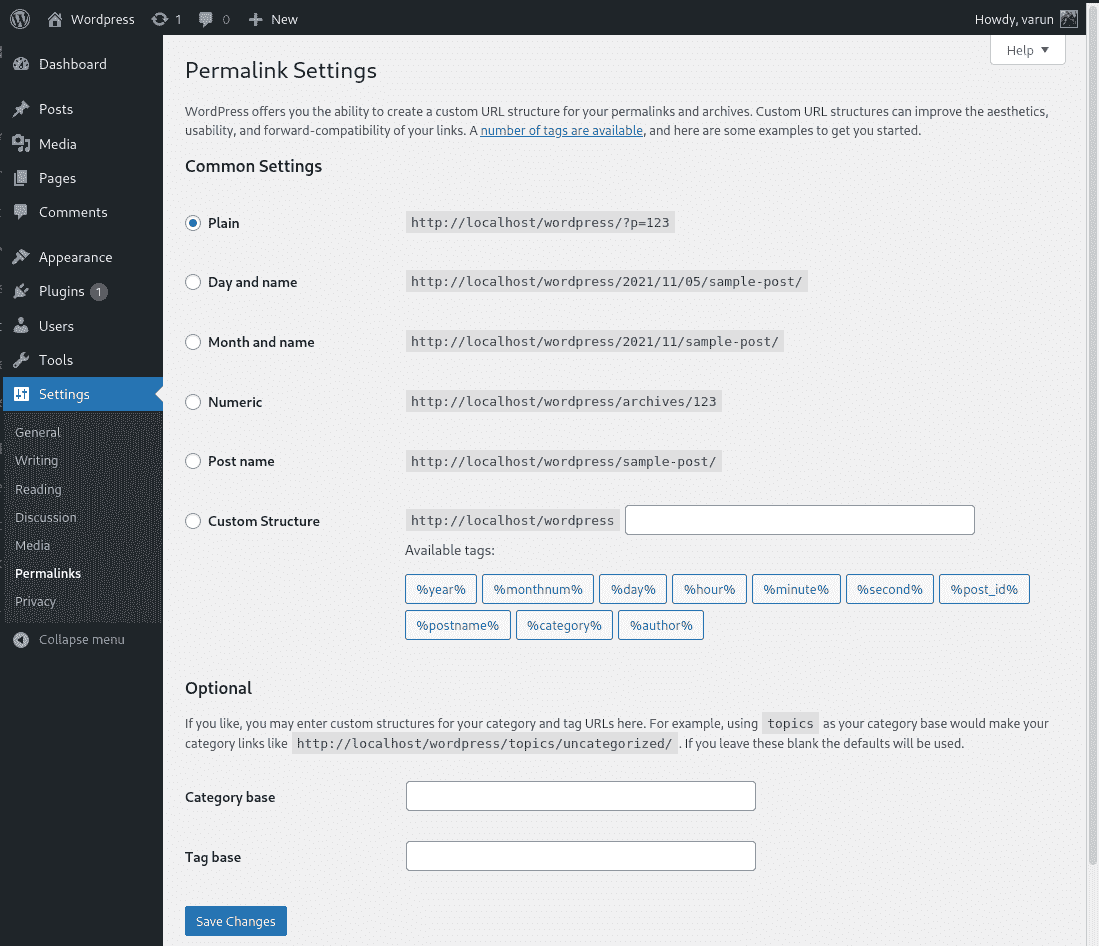 Wordpress 1 0 New Howdy, varun
Help
Dashboard
Posts
Media
Pages
Comments
Appearance
Plugins 1
Users
Tools
Settings
General
Writing
Reading
Discussion
Media
Permalinks
Privacy
Collapse menu
Permalink Settings
WordPress offers you the ability to create a custom URL structure for your permalinks and archives. Custom URL structures can improve the aesthetics,
usability, and forward-compatibility of your links. A number of tags are available, and here are some examples to get you started.
Common Settings
Plain http://localhost/wordpress/?p=123
Day and name http://localhost/wordpress/2021/11/05/sample-post/
Month and name http://localhost/wordpress/2021/11/sample-post/
Numeric http://localhost/wordpress/archives/123
Post name http://localhost/wordpress/sample-post/
Custom Structure http://localhost/wordpress
Available tags:
%year% %monthnum% %day% %hour% %minute% %second% %post_id%
%postname% %category% %author%
Optional
If you like, you may enter custom structures for your category and tag URLs here. For example, using topics as your category base would make your
category links like http://localhost/wordpress/topics/uncategorized/ . If you leave these blank the defaults will be used.
Category base
Tag base
Save Changes